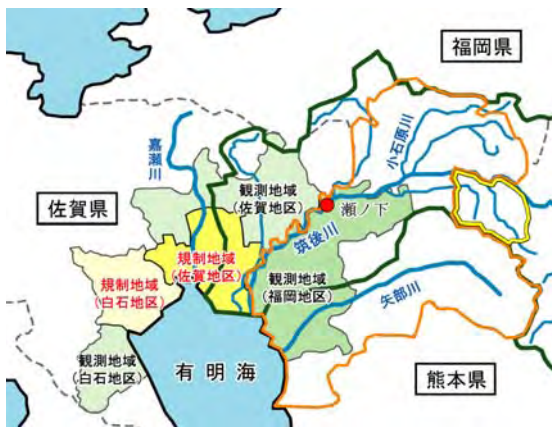 福岡県
小石原川
嘉瀬川
観測地域
(佐賀地区)
瀬ノ下
佐賀県
筑後川
規制地域
(佐賀地区)
規制地域
(白石地区)
観測地域
(福岡地区)
矢部川
観測地域
(白石地区)
有明海
熊本県